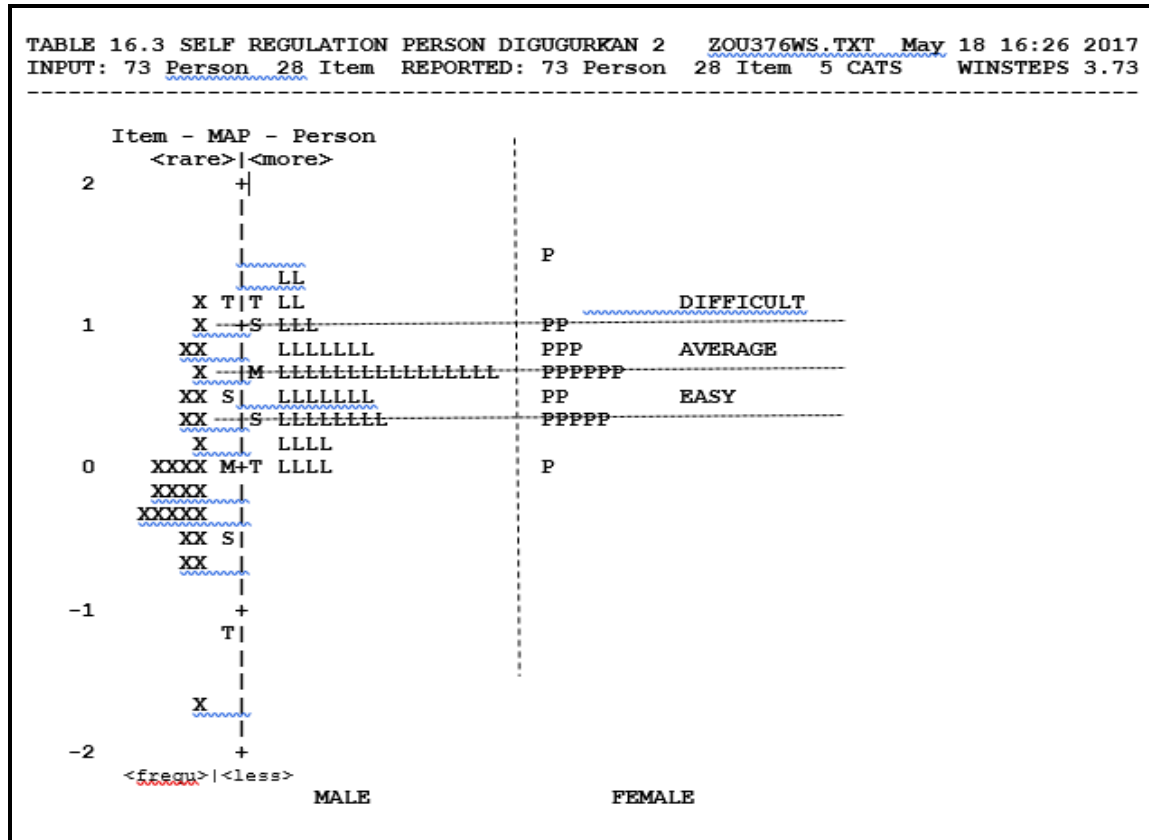 TABLE 16.3 SELF REGULATION PERSON DIGUGURKAN 2 ZOU376WS.TXT May 18 16:26 2017
INPUT: 73 Person 28 Item REPORTED: 73 Person 28 Item 5 CATS WINSTEPS 3.73
--------------------------------------------------------------------------------
Item - MAP - Person
<rare>|<more>
2 +|
|
|
| P
| LL
X T|T LL DIFFICULT
1 X +S LLL PP
XX | LLLLLLL PPP AVERAGE
X |M LLLLLLLLLLLLLLLL PPPPPP
XX S| LLLLLLL PP EASY
XX |S LLLLLLLL PPPPP
X | LLLL
0 XXXX M+T LLLL P
XXXX |
XXXXX |
XX S|
XX |
|
-1 +
T|
|
|
X |
|
-2 +
<frequ>|<less>
MALE FEMALE